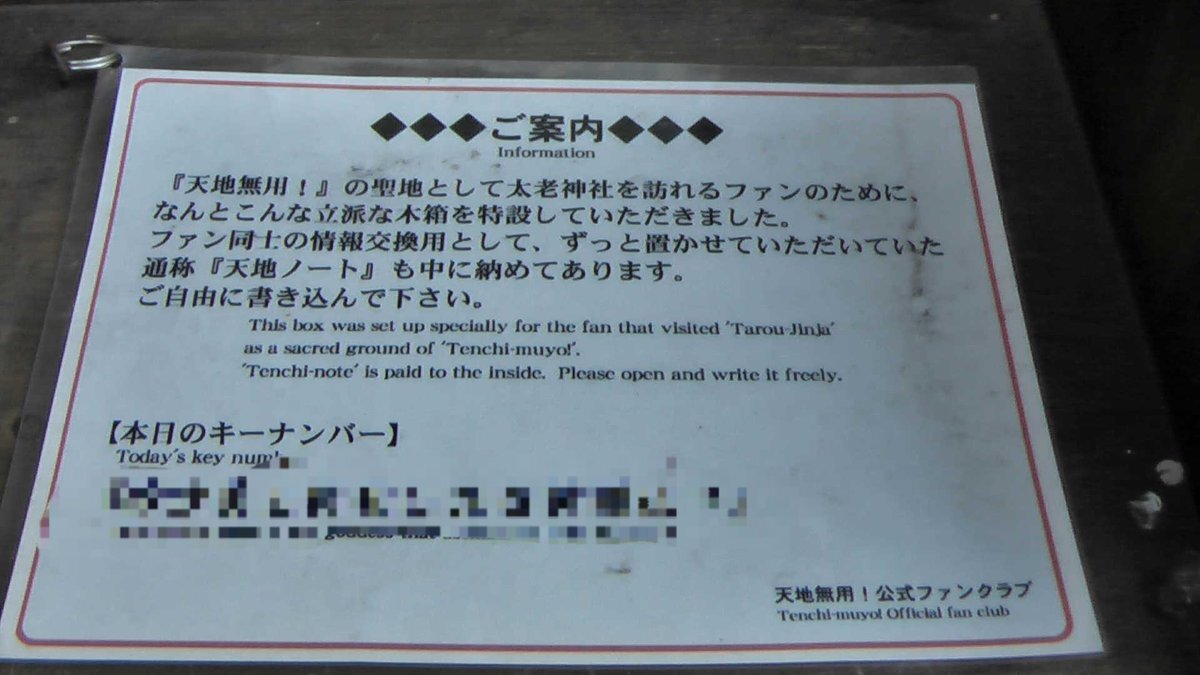 ◆◆◆ご案内◆◆◆
Information
『天地無用！』の聖地として太老神社を訪れるファンのために、
なんとこんな立派な木箱を特設していただきました。
ファン同士の情報交換用として、ずっと置かせていただいていた
通称『天地ノート』も中に納めてあります。
ご自由に書き込んで下さい。
This box was set up specially for the fan that visited 'Tarou-Jinja'
as a sacred ground of 'Tenchi-muyo!'.
'Tenchi-note' is paid to the inside. Please open and write it freely.
【本日のキーナンバー】
Today's key
goddess that
天地無用！公式ファンクラブ
Tenchi-muyo! Official fan club